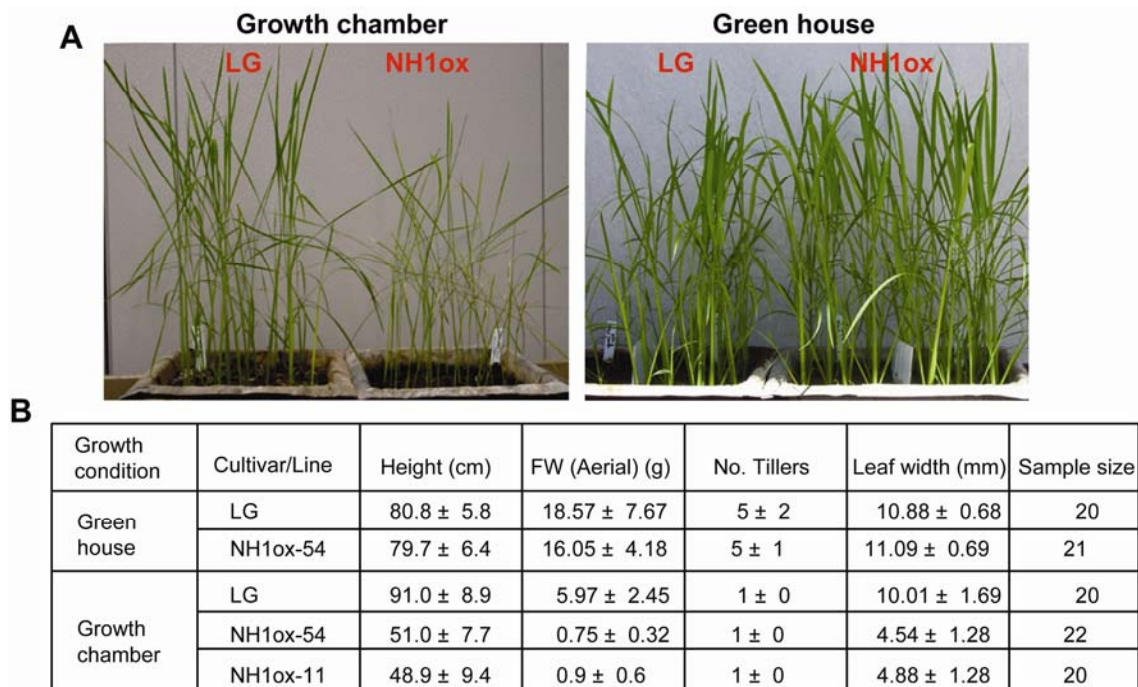 A
Growth chamber
Green house
LG
NH1ox
LG
NH1ox
B
Growth condition	Cultivar/Line	Height (cm)	FW (Aerial) (g)	No. Tillers	Leaf width (mm)	Sample size
Green house	LG	80.8 ± 5.8	18.57 ± 7.67	5 ± 2	10.88 ± 0.68	20
NH1ox-54	79.7 ± 6.4	16.05 ± 4.18	5 ± 1	11.09 ± 0.69	21
Growth chamber	LG	91.0 ± 8.9	5.97 ± 2.45	1 ± 0	10.01 ± 1.69	20
NH1ox-54	51.0 ± 7.7	0.75 ± 0.32	1 ± 0	4.54 ± 1.28	22
NH1ox-11	48.9 ± 9.4	0.9 ± 0.6	1 ± 0	4.88 ± 1.28	20